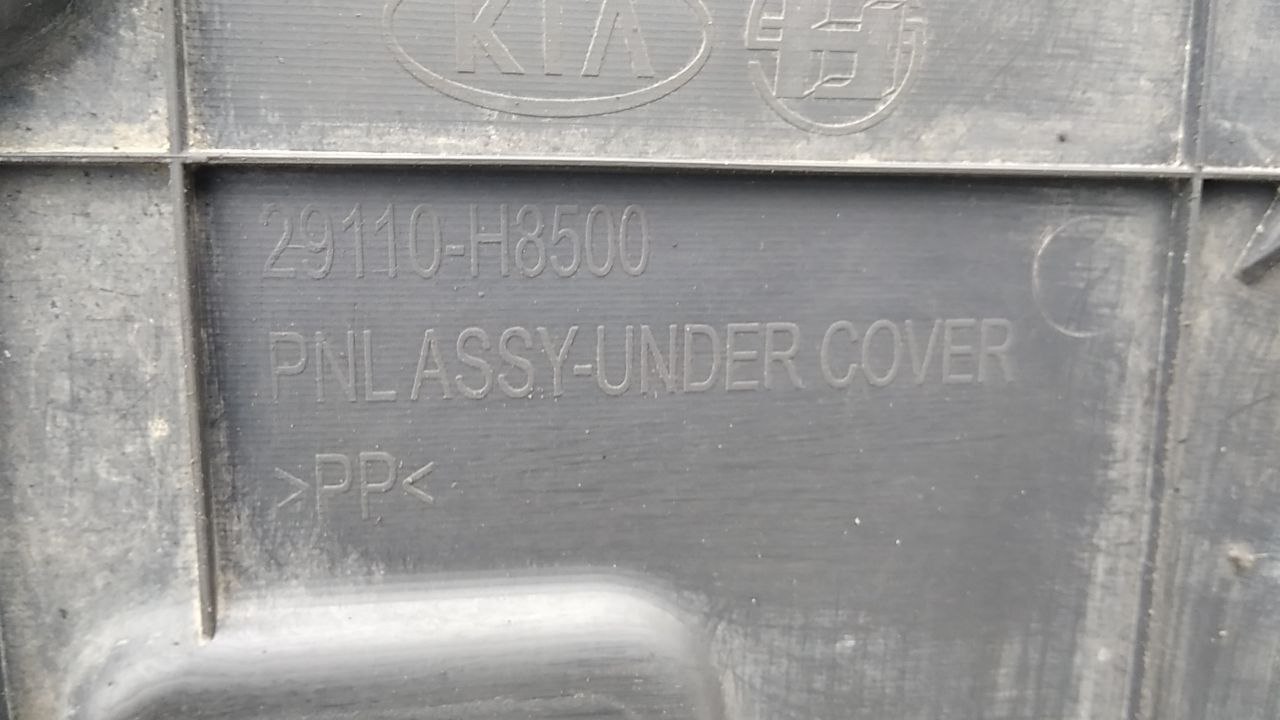 KIA
29110-H8500
PNL ASSY-UNDER COVER
>PP<